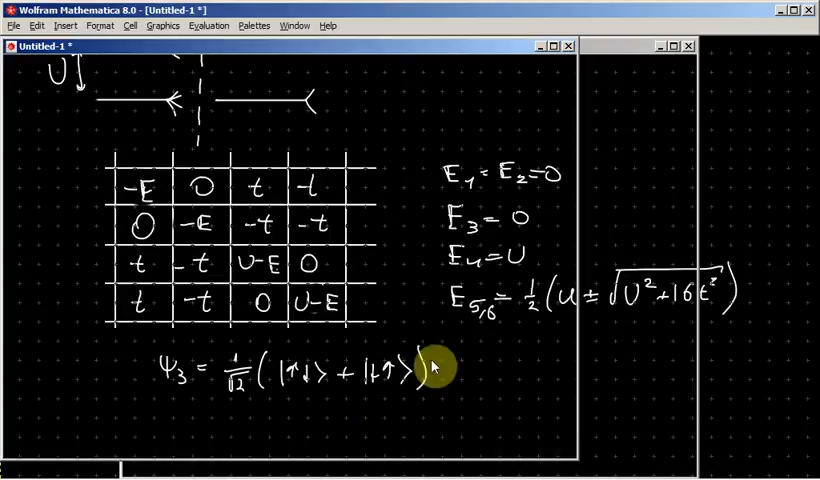 Wolfram Mathematica 8.0 - [Untitled-1 *]
File Edit Insert Format Cell Graphics Evaluation Palettes Window Help
Untitled-1 *
U
-E 0 t t
0 -E -t -t
t -t U-E 0
t -t 0 U-E
E₁ = E₂ = 0
E₃ = 0
E₄ = U
E₅,₆ = 1/2 (U ± √U² + 16t²)
Ψ₃ = 1/√2 (|↑↓> + |↓↑>)